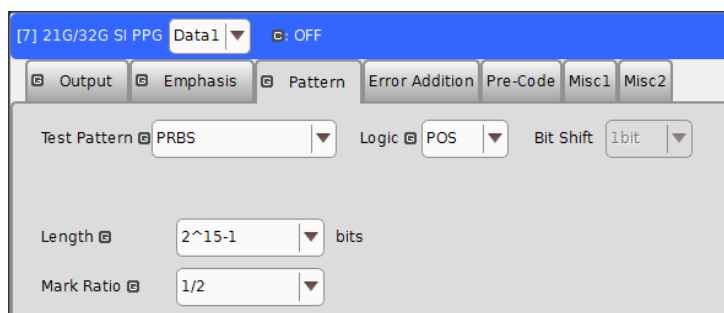 [7] 21G/32G SI PPG Data1 C: OFF
G Output G Emphasis G Pattern Error Addition Pre-Code Misc1 Misc2
Test Pattern G PRBS Logic G POS Bit Shift 1bit
Length G 2^15-1 bits
Mark Ratio G 1/2